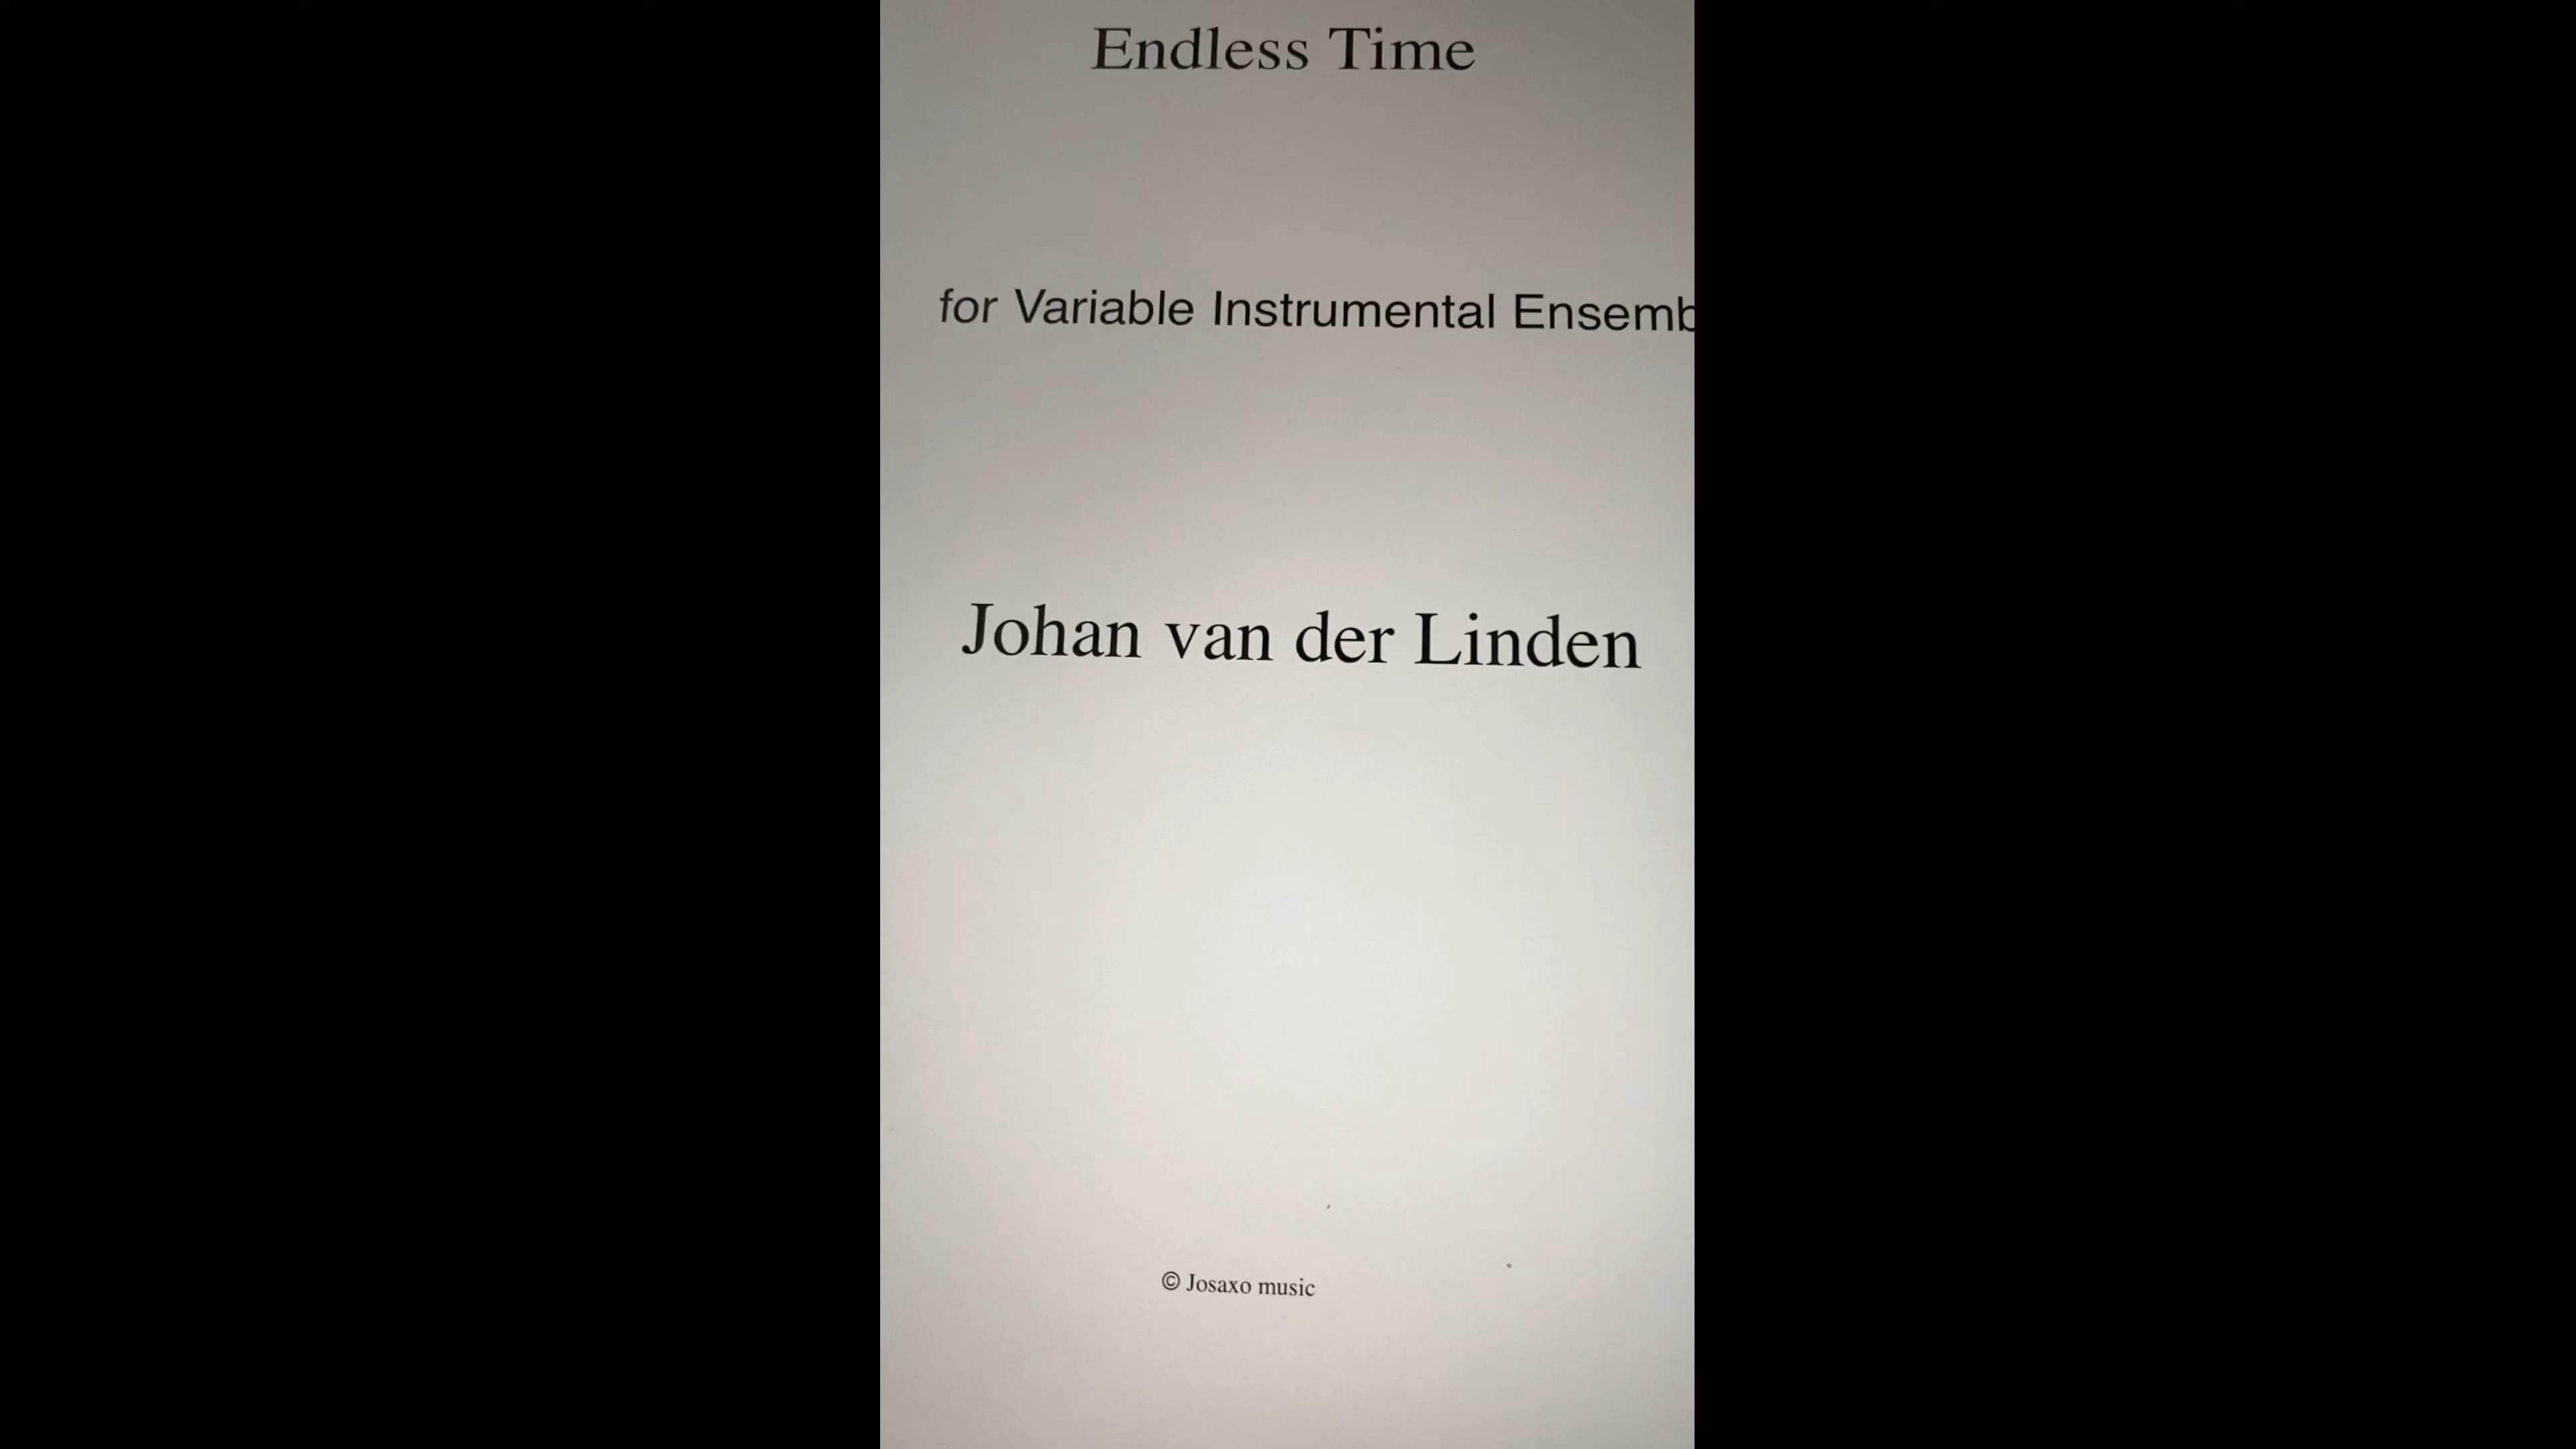 Endless Time
for Variable Instrumental Ensemb
Johan van der Linden
© Josaxo music